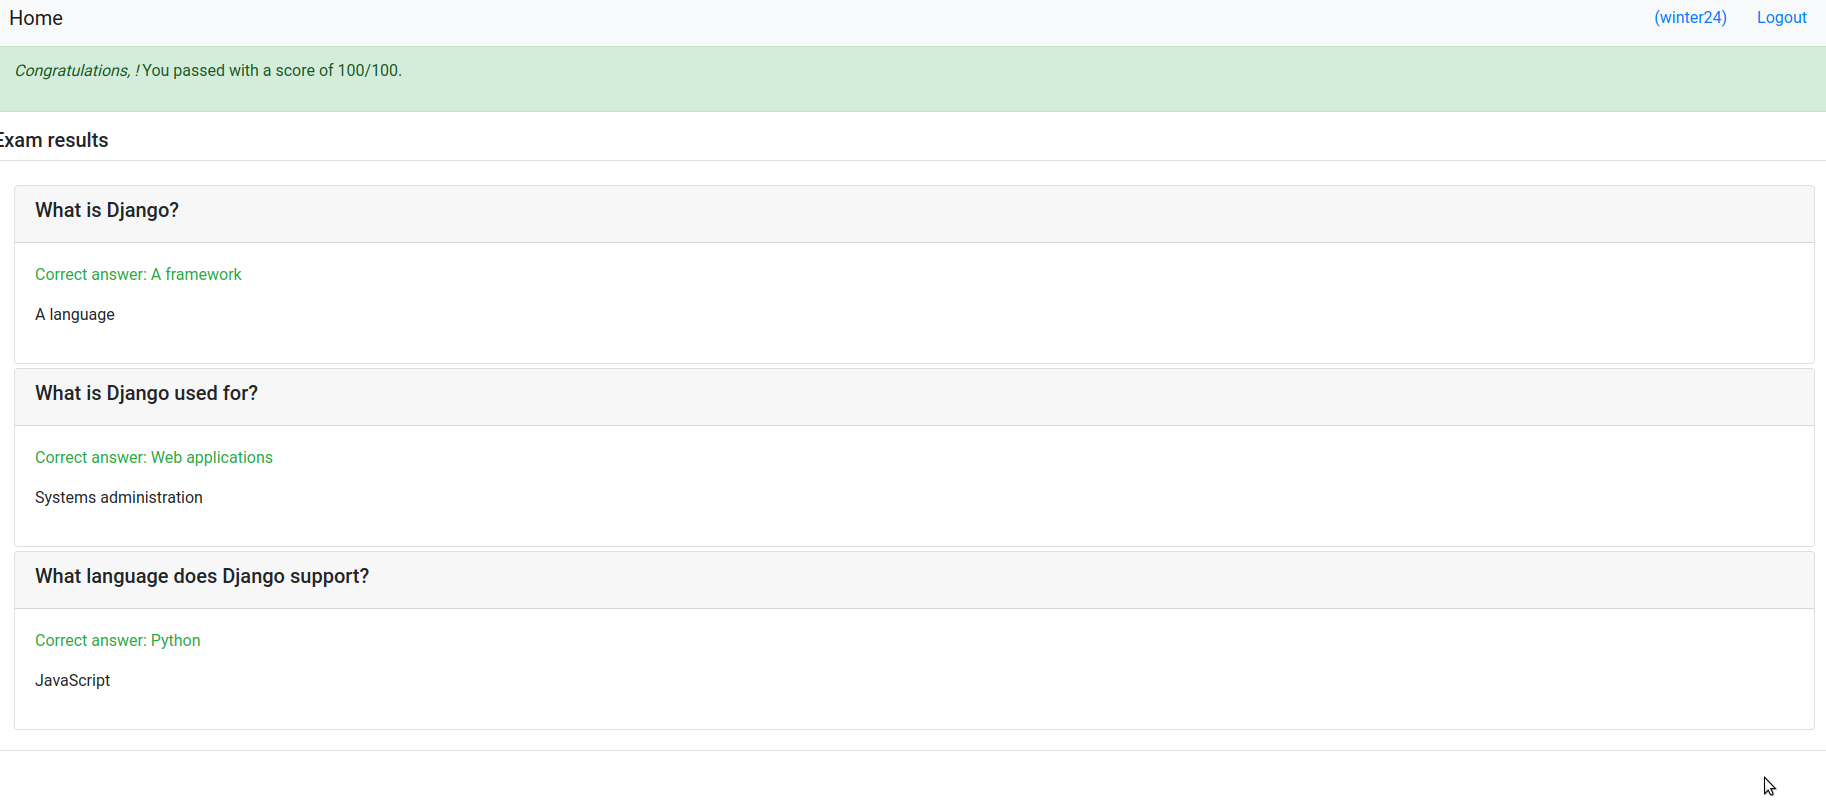 Home
(winter24) Logout
Congratulations, ! You passed with a score of 100/100.
Exam results
What is Django?
Correct answer: A framework
A language
What is Django used for?
Correct answer: Web applications
Systems administration
What language does Django support?
Correct answer: Python
JavaScript